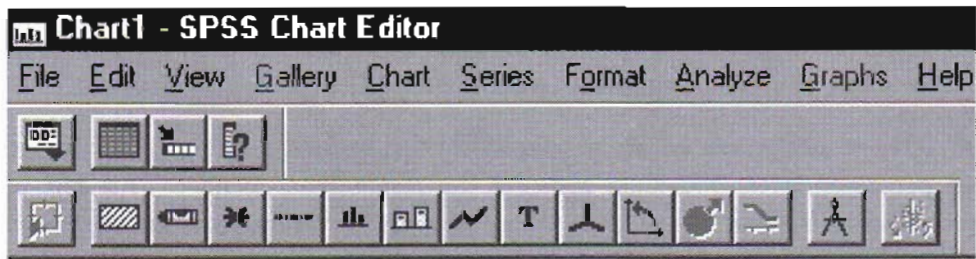 Chart1 - SPSS Chart Editor
File Edit View Gallery Chart Series Format Analyze Graphs Help
T